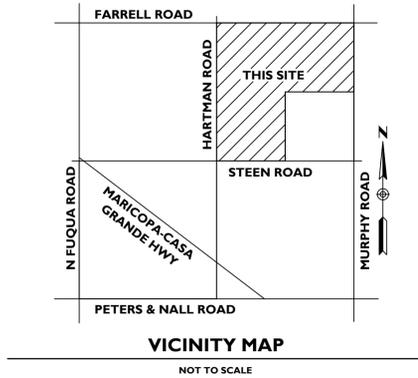 FARRELL ROAD
HARTMAN ROAD
THIS SITE
N
STEEN ROAD
N FUQUA ROAD
MARICOPA-CASA
GRANDE HWY
MURPHY ROAD
PETERS & NALL ROAD
VICINITY MAP
NOT TO SCALE